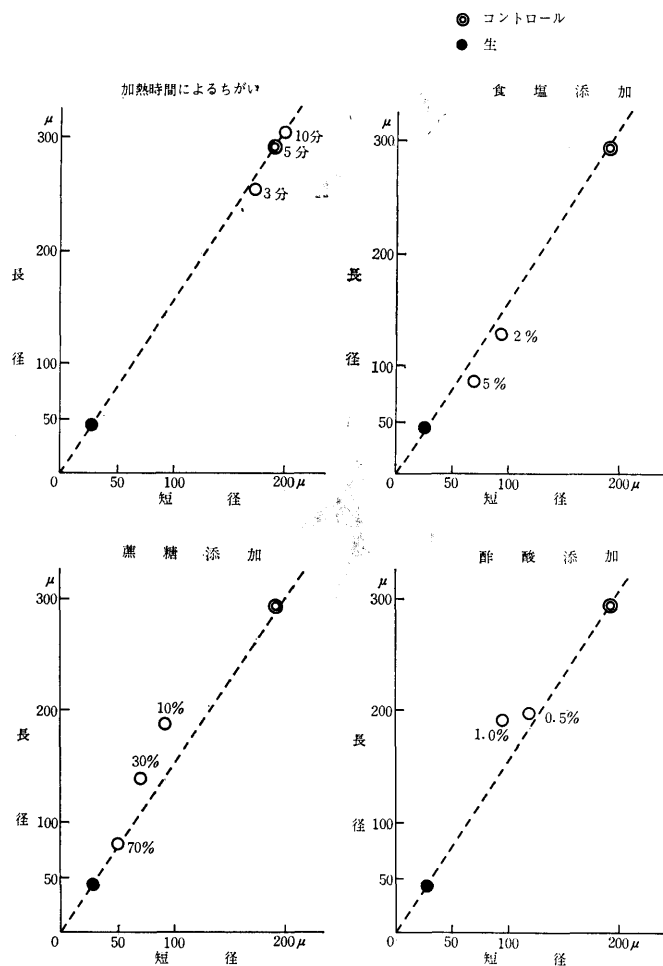 ◎ コントロール
● 生
加熱時間によるちがい
μ
300
200
100
50
0
50
100
200μ
長径
短径
10分
5分
3分
食塩添加
μ
300
200
100
50
0
50
100
200μ
長径
短径
2%
5%
蔗糖添加
μ
300
200
100
50
0
50
100
200μ
長径
短径
10%
30%
70%
酢酸添加
μ
300
200
100
50
0
50
100
200μ
長径
短径
1.0%
0.5%